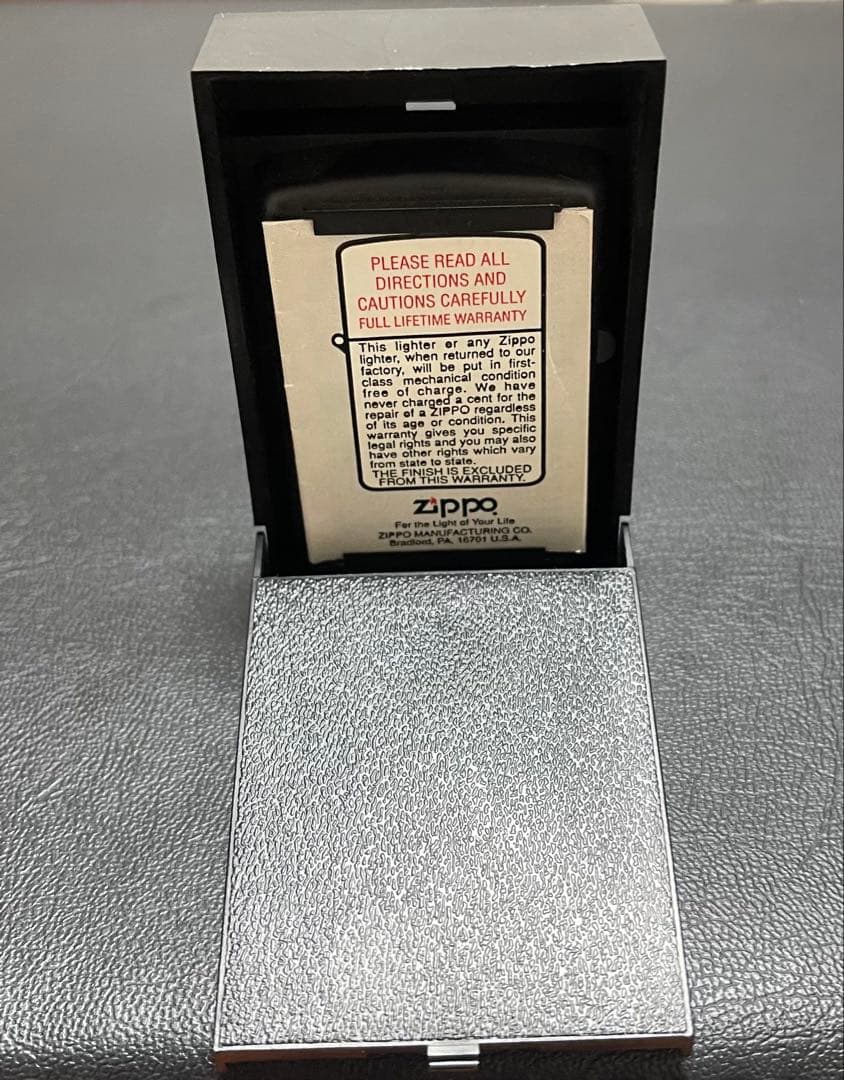 PLEASE READ ALL
DIRECTIONS AND
CAUTIONS CAREFULLY
FULL LIFETIME WARRANTY
This lighter or any Zippo
lighter, when returned to our
factory, will be put in first-
class mechanical condition
free of charge. We have
never charged a cent for the
repair of a ZIPPO regardless
of its age or condition. This
warranty gives you specific
legal rights and you may also
have other rights which vary
from state to state.
THE FINISH IS EXCLUDED
FROM THIS WARRANTY.
Zippo
For the Light of Your Life
ZIPPO MANUFACTURING CO.
Bradford, PA. 16701 U.S.A.